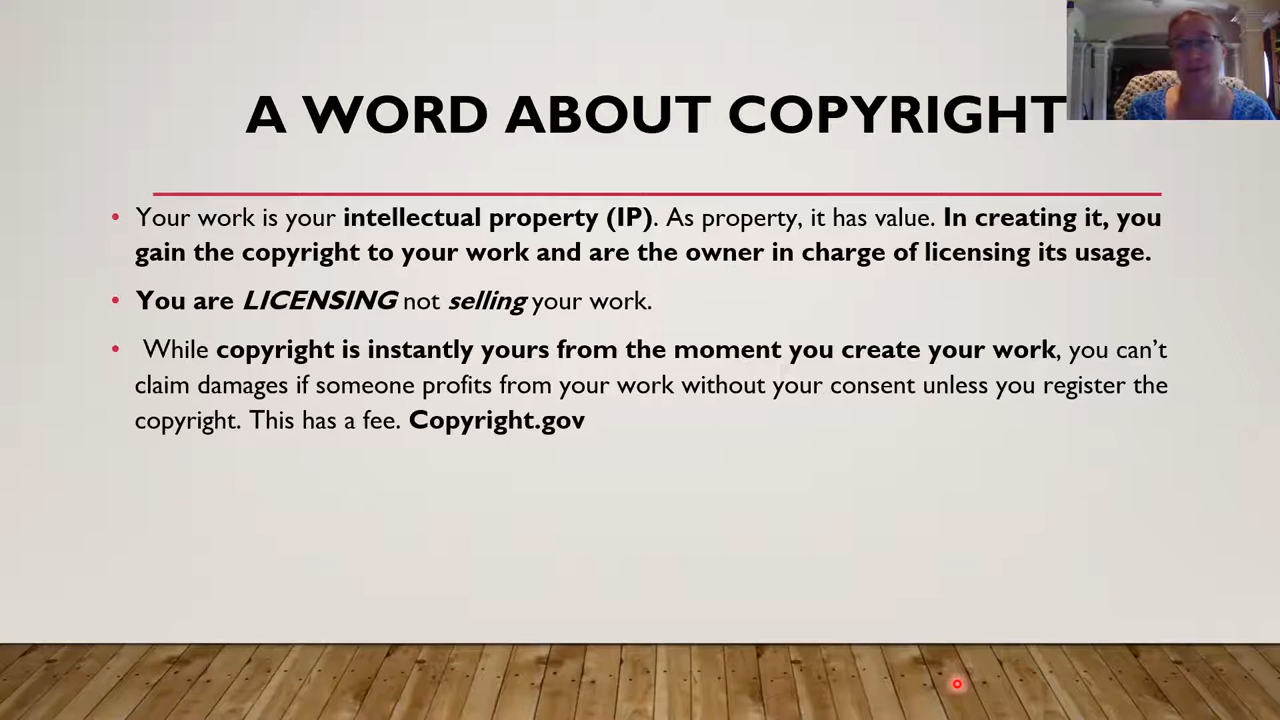 A WORD ABOUT COPYRIGHT
• Your work is your intellectual property (IP). As property, it has value. In creating it, you
gain the copyright to your work and are the owner in charge of licensing its usage.
• You are LICENSING not selling your work.
• While copyright is instantly yours from the moment you create your work, you can’t
claim damages if someone profits from your work without your consent unless you register the
copyright. This has a fee. Copyright.gov